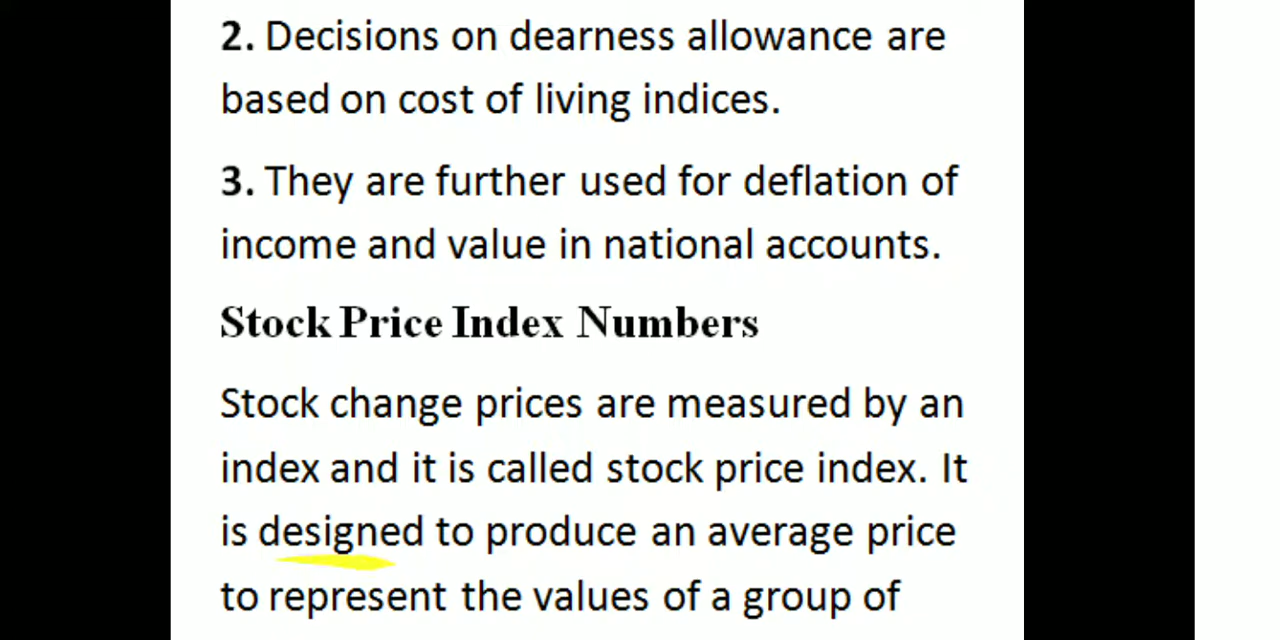 2. Decisions on dearness allowance are
based on cost of living indices.
3. They are further used for deflation of
income and value in national accounts.
Stock Price Index Numbers
Stock change prices are measured by an
index and it is called stock price index. It
is designed to produce an average price
to represent the values of a group of